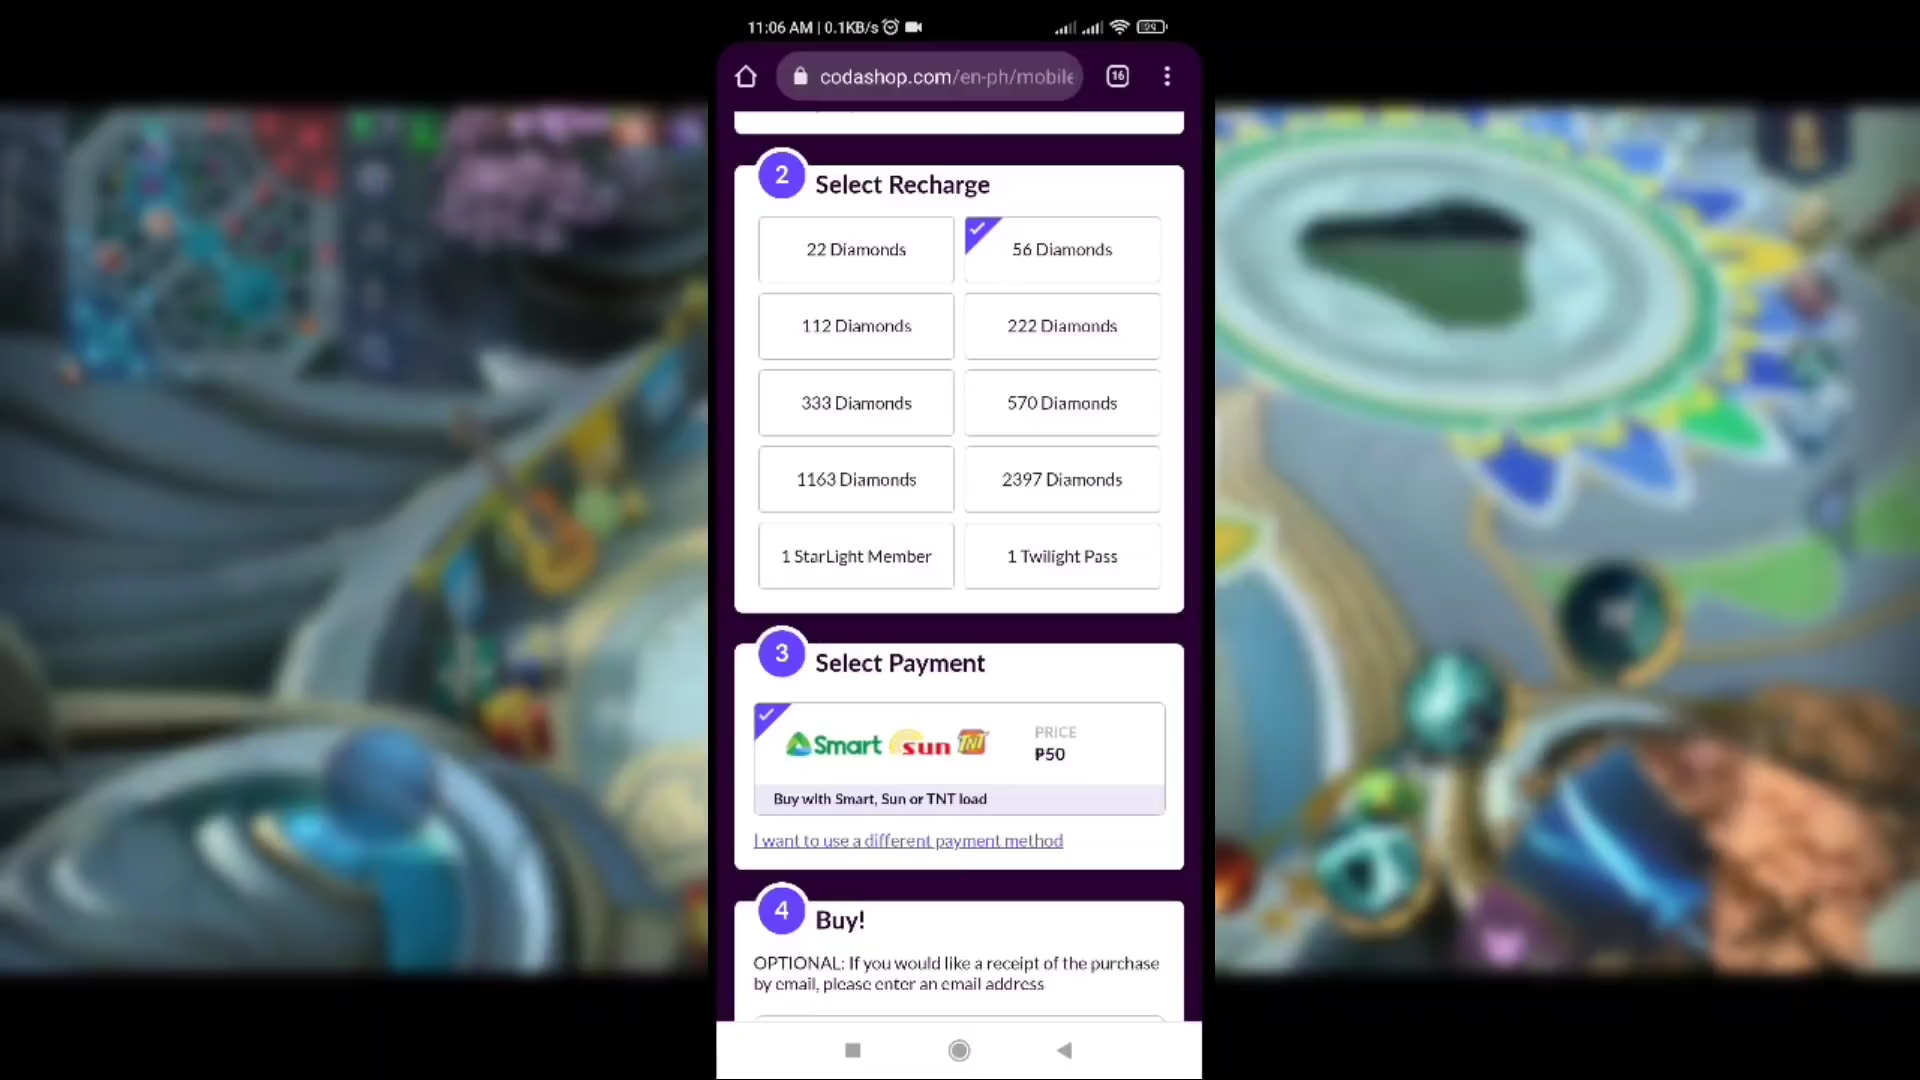 11:06 AM | 0.1KB/s
29
codashop.com/en-ph/mobile
16
2
Select Recharge
22 Diamonds
56 Diamonds
112 Diamonds
222 Diamonds
333 Diamonds
570 Diamonds
1163 Diamonds
2397 Diamonds
1 StarLight Member
1 Twilight Pass
3
Select Payment
Smart sun TNT
PRICE
₱50
Buy with Smart, Sun or TNT load
I want to use a different payment method
4
Buy!
OPTIONAL: If you would like a receipt of the purchase
by email, please enter an email address